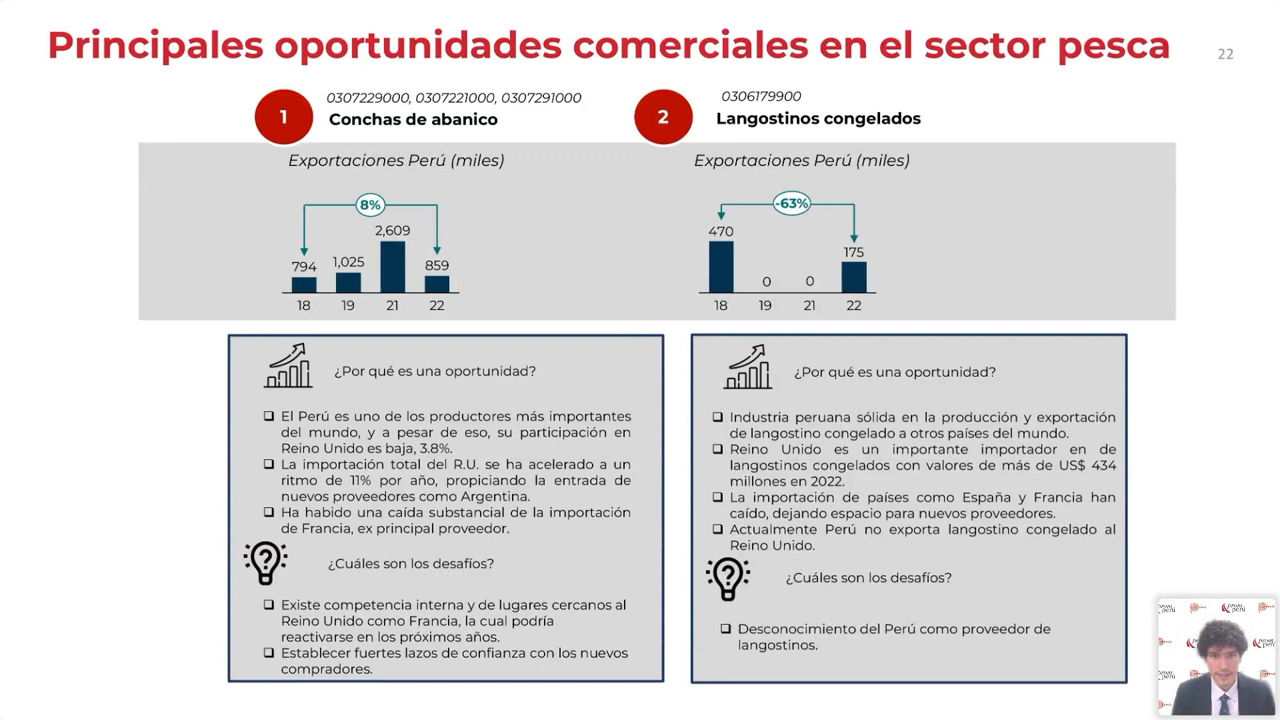 Principales oportunidades comerciales en el sector pesca
22
1
0307229000, 0307221000, 0307291000
Conchas de abanico
2
0306179900
Langostinos congelados
Exportaciones Perú (miles)
8%
794
1,025
2,609
859
18
19
21
22
Exportaciones Perú (miles)
-63%
470
0
0
175
18
19
21
22
¿Por qué es una oportunidad?
El Perú es uno de los productores más importantes
del mundo, y a pesar de eso, su participación en
Reino Unido es baja, 3.8%.
La importación total del R.U. se ha acelerado a un
ritmo de 11% por año, propiciando la entrada de
nuevos proveedores como Argentina.
Ha habido una caída substancial de la importación
de Francia, ex principal proveedor.
¿Cuáles son los desafíos?
Existe competencia interna y de lugares cercanos al
Reino Unido como Francia, la cual podría
reactivarse en los próximos años.
Establecer fuertes lazos de confianza con los nuevos
compradores.
¿Por qué es una oportunidad?
Industria peruana sólida en la producción y exportación
de langostino congelado a otros países del mundo.
Reino Unido es un importante importador en de
langostinos congelados con valores de más de US$ 434
millones en 2022.
La importación de países como España y Francia han
caído, dejando espacio para nuevos proveedores.
Actualmente Perú no exporta langostino congelado al
Reino Unido.
¿Cuáles son los desafíos?
Desconocimiento del Perú como proveedor de
langostinos.